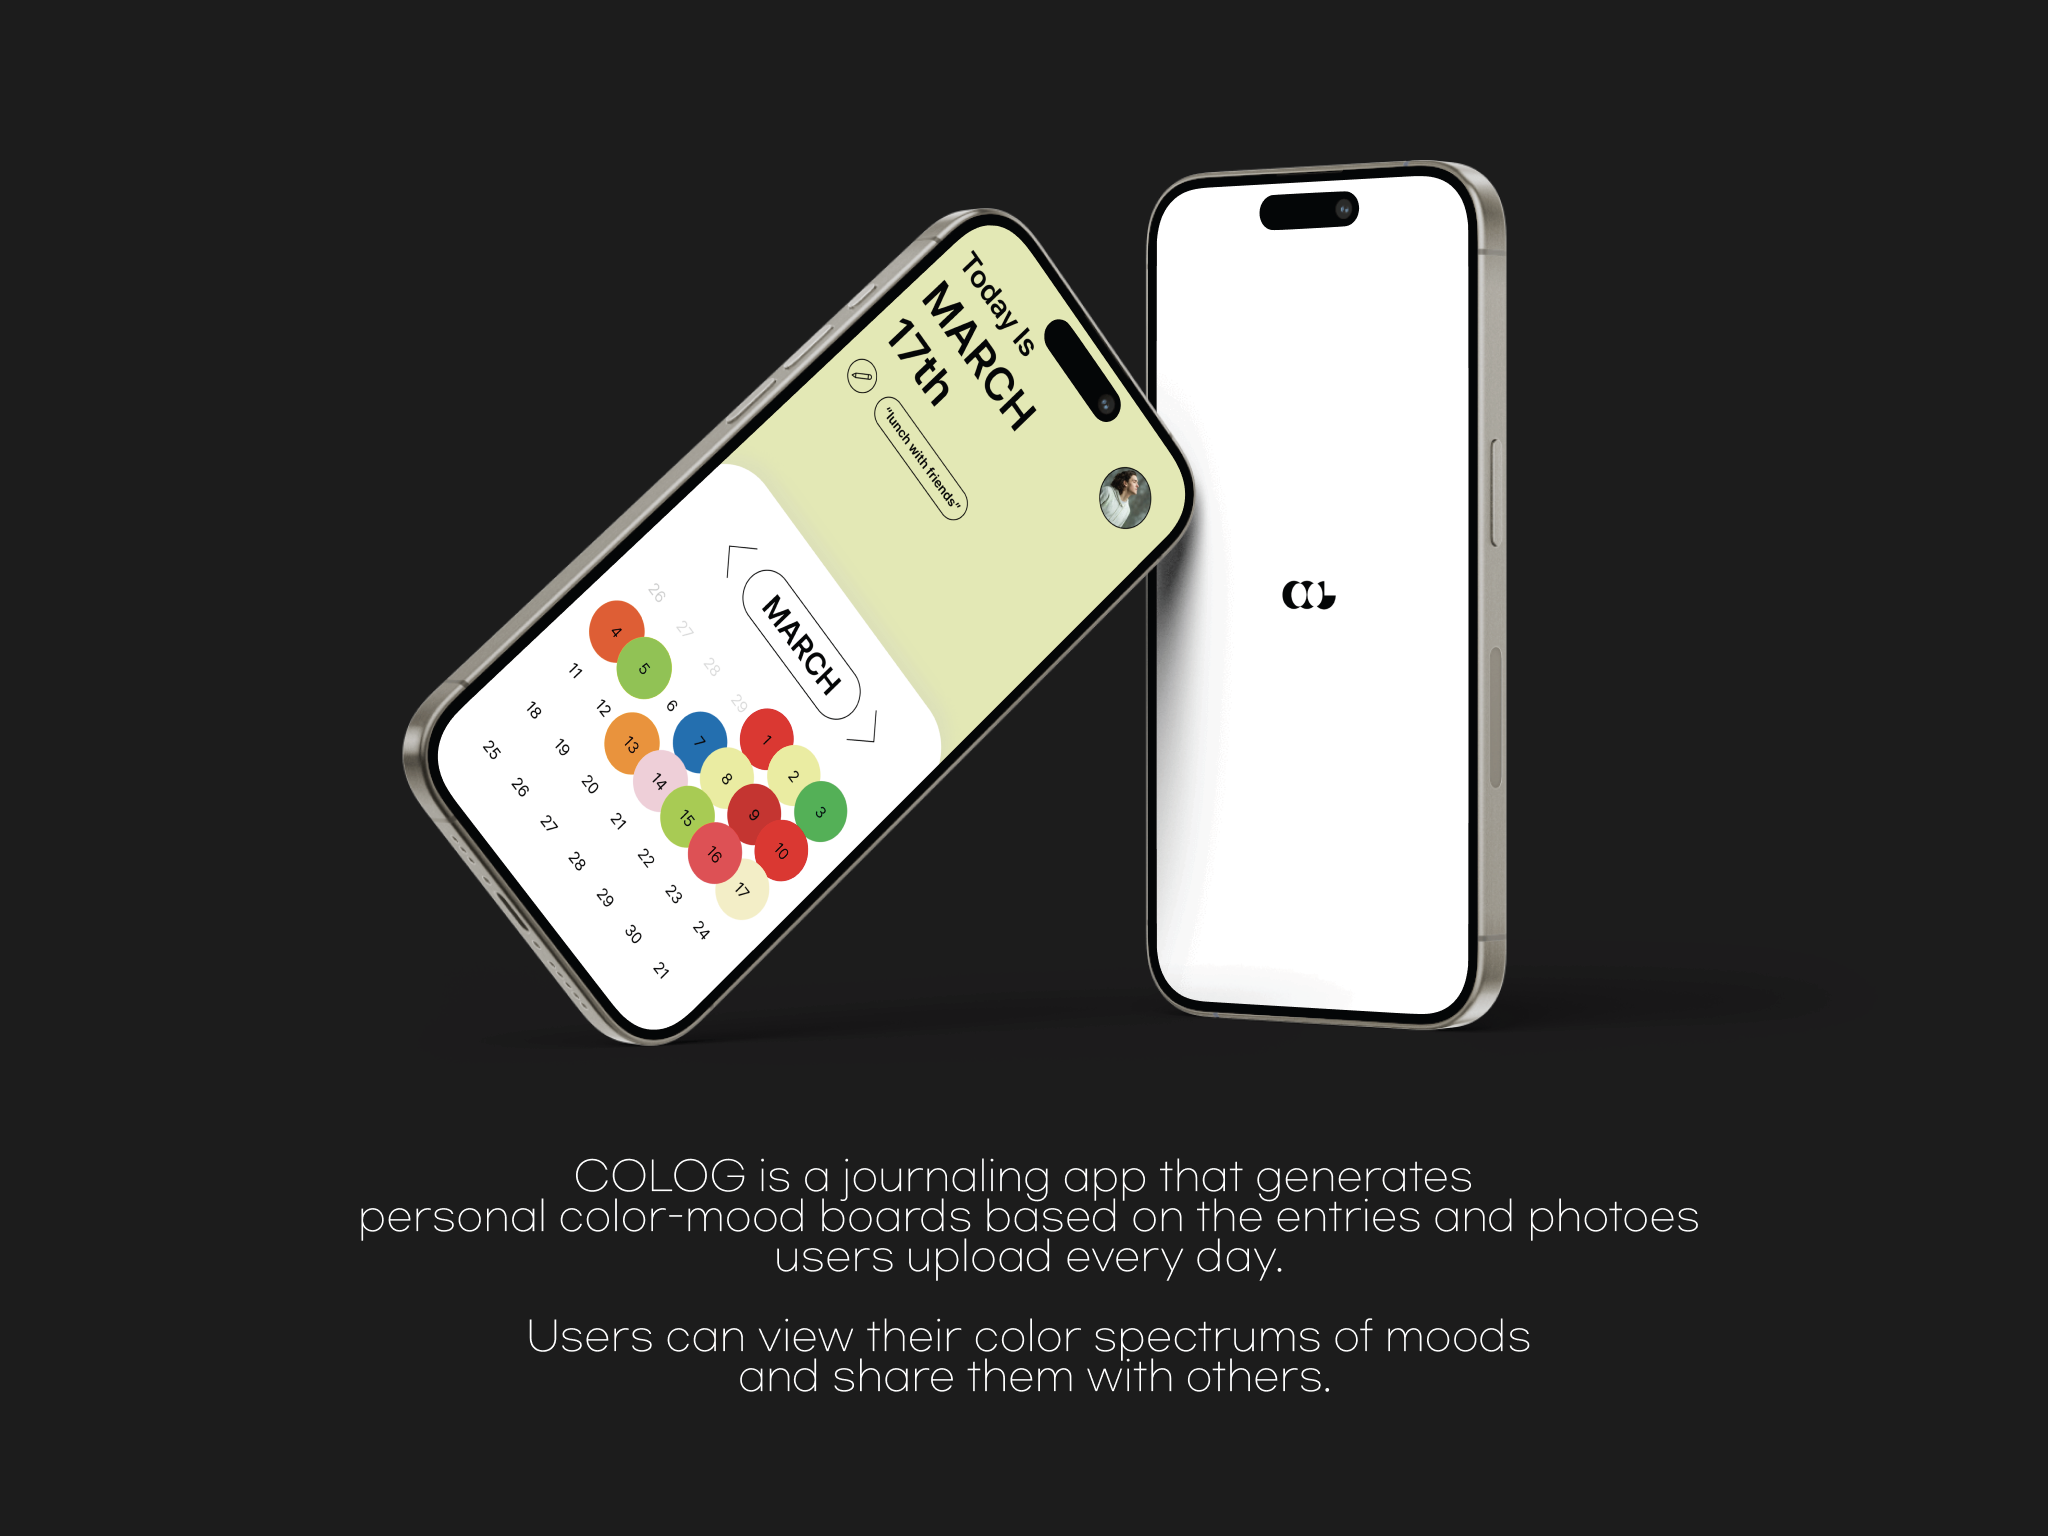 Today Is
MARCH
17th
"lunch with friends"
MARCH
26 27 28 29 1 2 3
4 5 6 7 8 9 10
11 12 13 14 15 16 17
18 19 20 21 22 23 24
25 26 27 28 29 30 21
COL
COLOG is a journaling app that generates
personal color-mood boards based on the entries and photoes
users upload every day.
Users can view their color spectrums of moods
and share them with others.